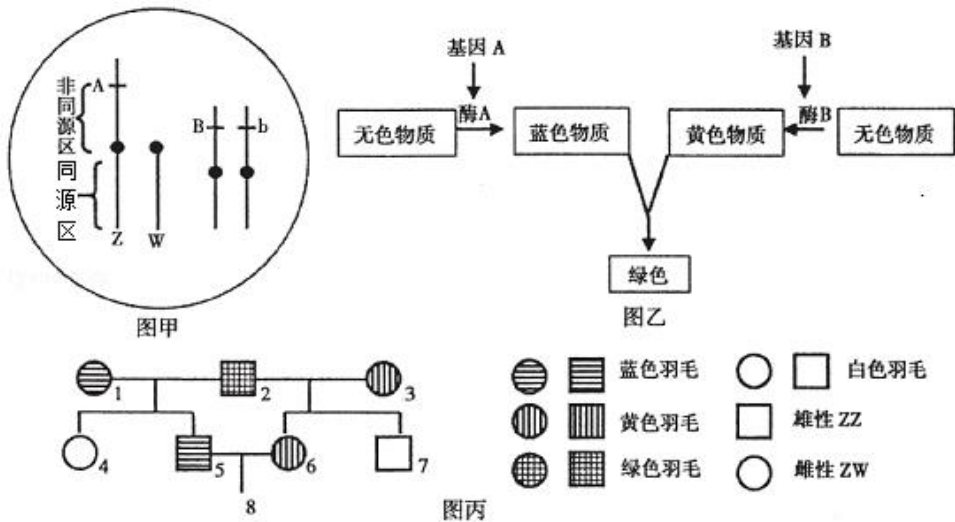 基因 A
基因 B
非同源区
A
B
b
同源区
Z
W
酶A
酶B
无色物质
蓝色物质
黄色物质
无色物质
绿色
图甲
图乙
1
2
3
4
5
6
7
8
蓝色羽毛
白色羽毛
黄色羽毛
雄性 ZZ
绿色羽毛
雌性 ZW
图丙